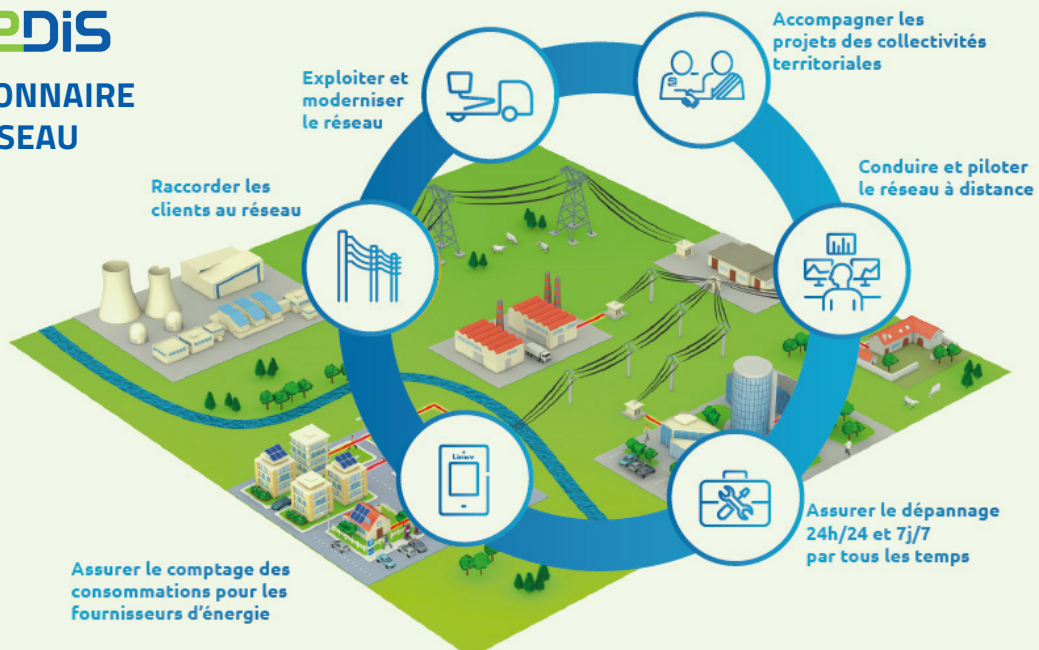 eDiS
ONNAIRE
SEAU
Accompagner les
projets des collectivités
territoriales
Exploiter et
moderniser
le réseau
Conduire et piloter
le réseau à distance
Raccorder les
clients au réseau
Linky
Assurer le dépannage
24h/24 et 7j/7
par tous les temps
Assurer le comptage des
consommations pour les
fournisseurs d'énergie